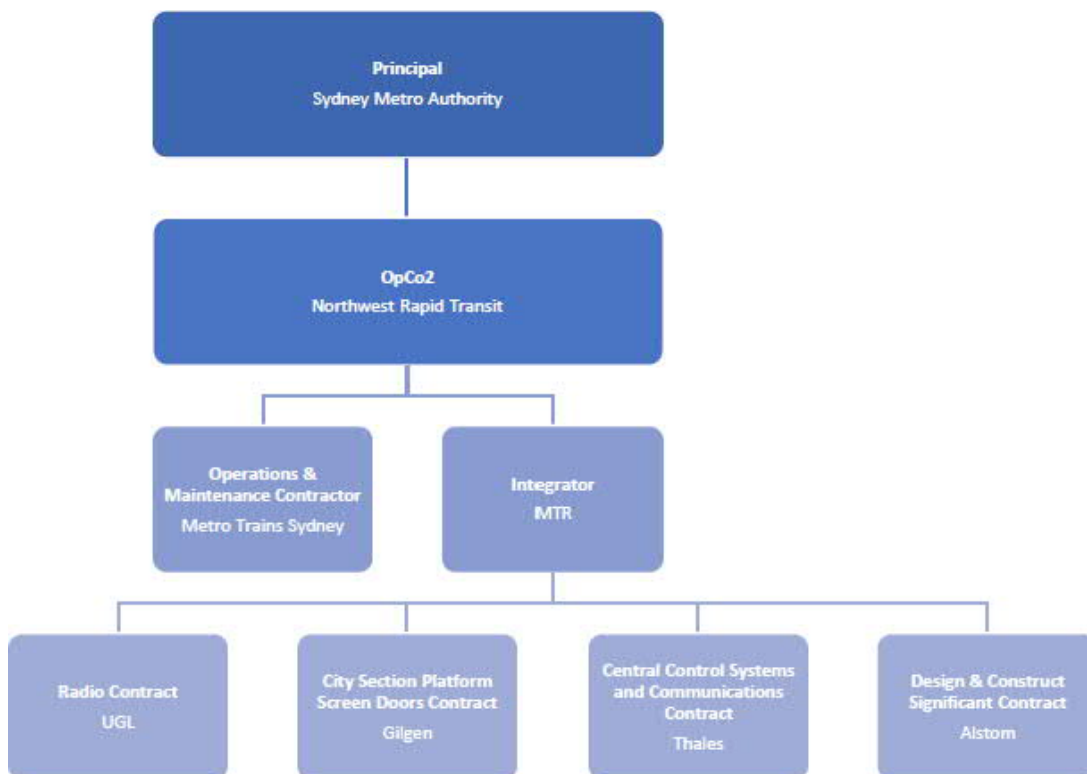 Principal
Sydney Metro Authority
OpCo2
Northwest Rapid Transit
Operations &
Maintenance Contractor
Metro Trains Sydney
Integrator
MTR
Radio Contract
UGL
City Section Platform
Screen Doors Contract
Gilgen
Central Control Systems
and Communications
Contract
Thales
Design & Construct
Significant Contract
Alstom